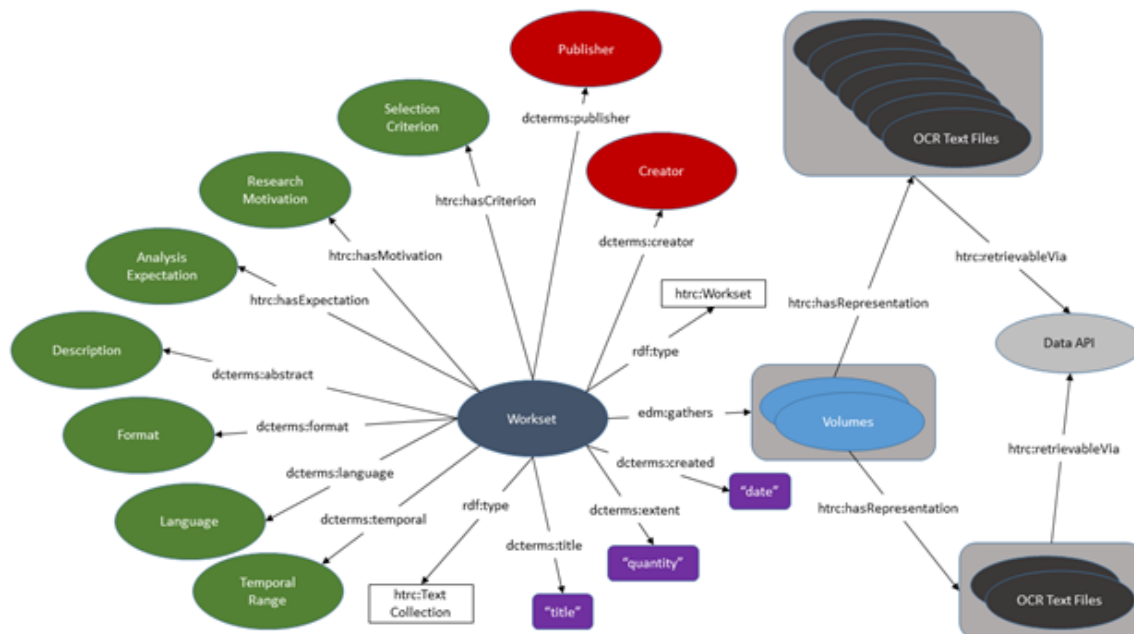 Publisher
dcterms:publisher
Selection
Criterion
OCR Text Files
Creator
Research
Motivation
htrc:hasCriterion
dcterms:creator
Analysis
Expectation
htrc:hasMotivation
htrc:retrievableVia
htrc:hasExpectation
htrc:Workset
htrc:hasRepresentation
Description
rdf:type
Data API
dcterms:abstract
Format
dcterms:format
Workset
edm:gathers
Volumes
dcterms:language
dcterms:created
htrc:retrievableVia
Language
dcterms:temporal
rdf:type
dcterms:extent
"date"
htrc:hasRepresentation
dcterms:title
"quantity"
Temporal
Range
htrc:Text
Collection
"title"
OCR Text Files